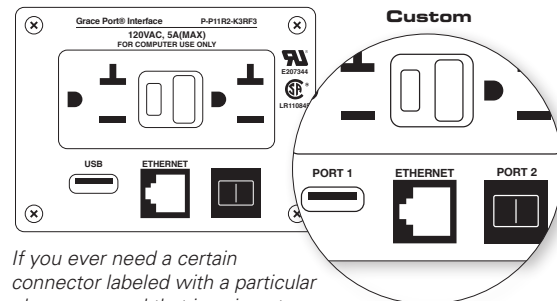 Grace Port® Interface P-P11R2-K3RF3
120VAC, 5A(MAX)
FOR COMPUTER USE ONLY
E207344
SA
USB ETHERNET
Custom
PORT 1 ETHERNET PORT 2
If you ever need a certain
connector labeled with a particular